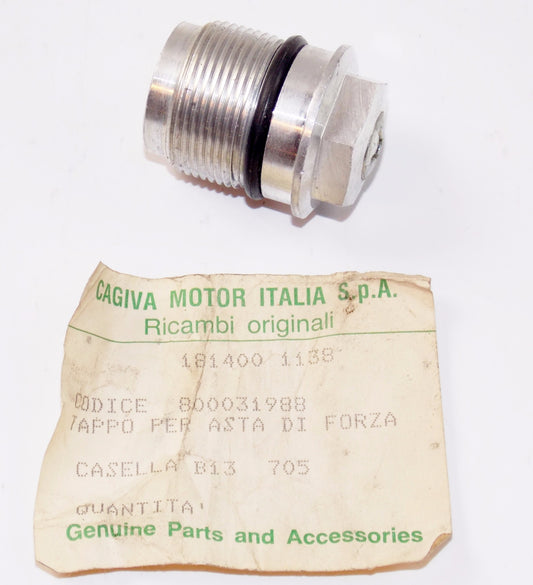 CAGIVA MOTOR ITALIA S.p.A.
Ricambi originali
181400 1138
CODICE 800031988
TAPPO PER ASTA DI FORZA
CASELLA B13 705
QUANTITA'
Genuine Parts and Accessories